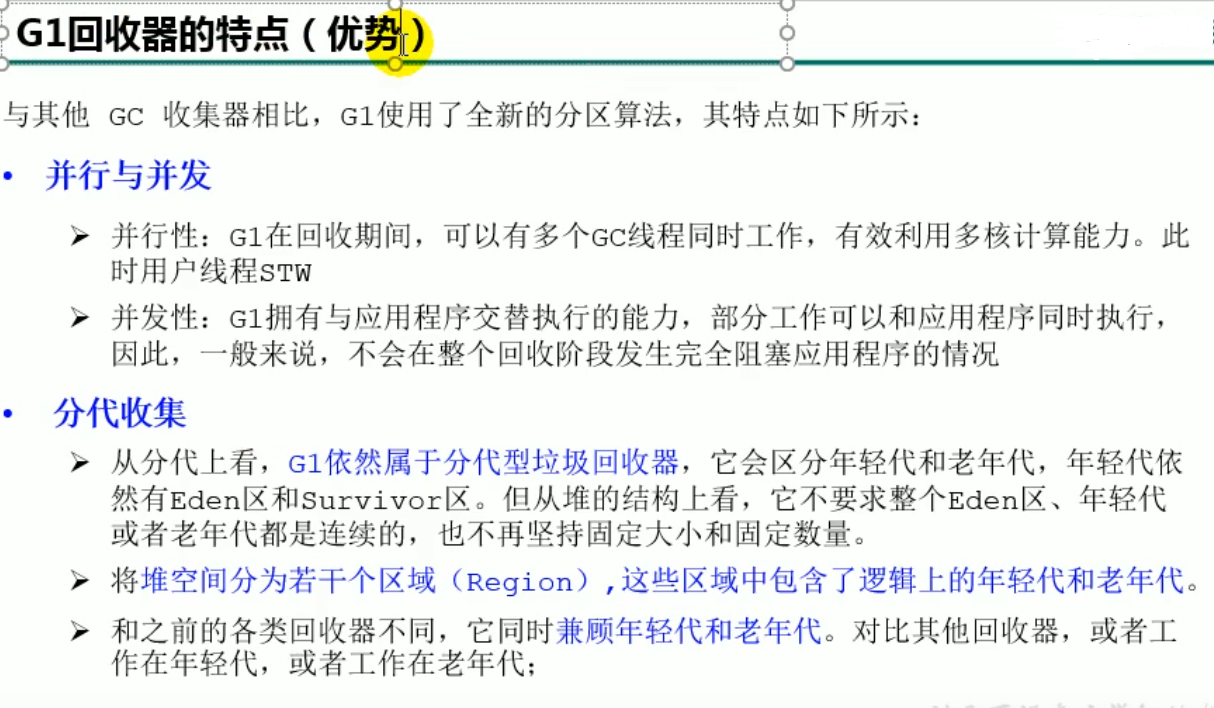 G1回收器的特点（优势）
与其他 GC 收集器相比，G1使用了全新的分区算法，其特点如下所示：
• 并行与并发
➢ 并行性：G1在回收期间，可以有多个GC线程同时工作，有效利用多核计算能力。此
时用户线程STW
➢ 并发性：G1拥有与应用程序交替执行的能力，部分工作可以和应用程序同时执行，
因此，一般来说，不会在整个回收阶段发生完全阻塞应用程序的情况
• 分代收集
➢ 从分代上看，G1依然属于分代型垃圾回收器，它会区分年轻代和老年代，年轻代依
然有Eden区和Survivor区。但从堆的结构上看，它不要求整个Eden区、年轻代
或者老年代都是连续的，也不再坚持固定大小和固定数量。
➢ 将堆空间分为若干个区域（Region）,这些区域中包含了逻辑上的年轻代和老年代。
➢ 和之前的各类回收器不同，它同时兼顾年轻代和老年代。对比其他回收器，或者工
作在年轻代，或者工作在老年代；